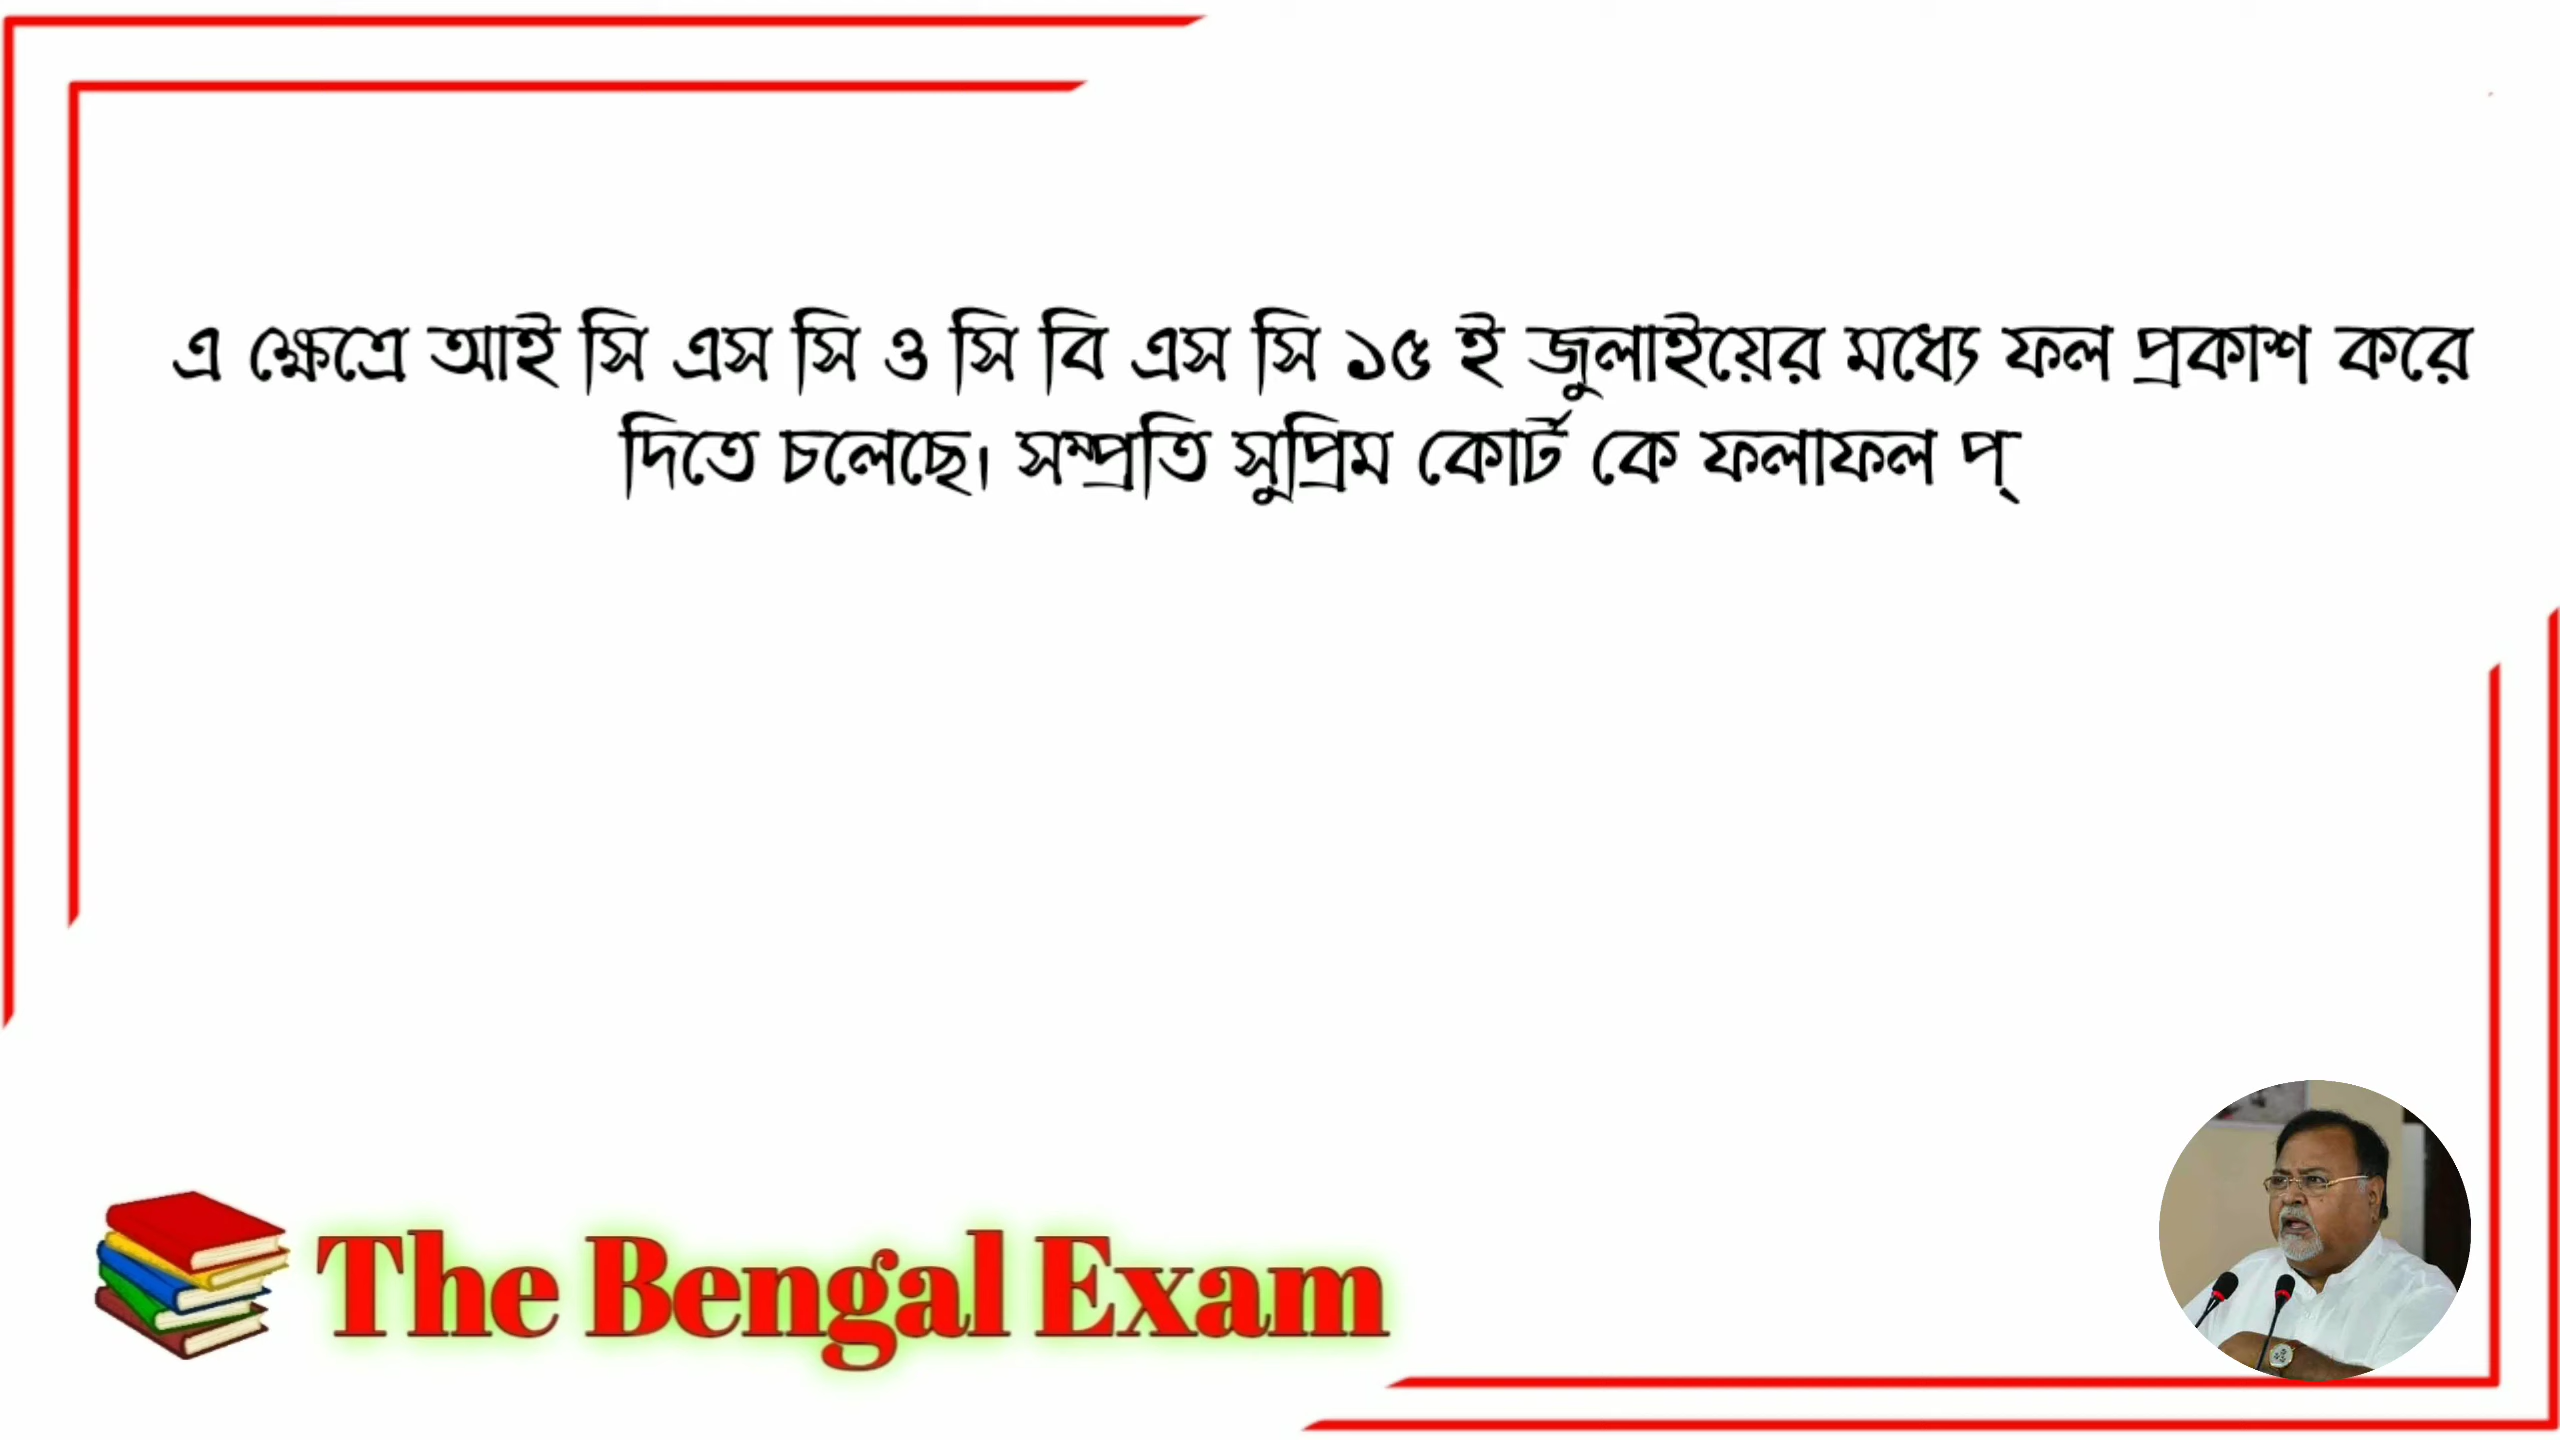 এ ক্ষেত্রে আই সি এস সি ও সি বি এস সি ১৫ ই জুলাইয়ের মধ্যে ফল প্রকাশ করে
দিতে চলেছে। সম্প্রতি সুপ্রিম কোর্ট কে ফলাফল প্
The Bengal Exam